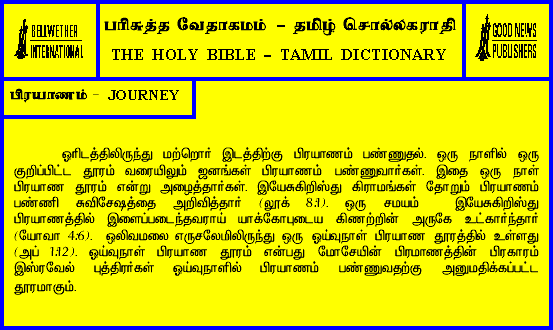 BELLWETHER
INTERNATIONAL
பரிசுத்த வேதாகமம் - தமிழ் சொல்லகராதி
THE HOLY BIBLE - TAMIL DICTIONARY
GOOD NEWS
PUBLISHERS
பிரயாணம் - JOURNEY
ஓரிடத்திலிருந்து மற்றொர் இடத்திற்கு பிரயாணம் பண்ணுதல். ஒரு நாளில் ஒரு
குறிப்பிட்ட தூரம் வரையிலும் ஜனங்கள் பிரயாணம் பண்ணுவார்கள். இதை ஒரு நாள்
பிரயாண தூரம் என்று அழைத்தார்கள். இயேசுகிறிஸ்து கிராமங்கள் தோறும் பிரயாணம்
பண்ணி சுவிசேஷத்தை அறிவித்தார் (லூக் 8:1). ஒரு சமயம் இயேசுகிறிஸ்து
பிரயாணத்தில் இளைப்படைந்தவராய் யாக்கோபுடைய கிணற்றின் அருகே உட்கார்ந்தார்
(யோவா 4:6). ஒலிவமலை எருசலேமிலிருந்து ஒரு ஓய்வுநாள் பிரயாண தூரத்தில் உள்ளது
(அப் 1:12). ஓய்வுநாள் பிரயாண தூரம் என்பது மோசேயின் பிரமாணத்தின் பிரகாரம்
இஸ்ரவேல் புத்திரர்கள் ஓய்வுநாளில் பிரயாணம் பண்ணுவதற்கு அனுமதிக்கப்பட்ட
தூரமாகும்.